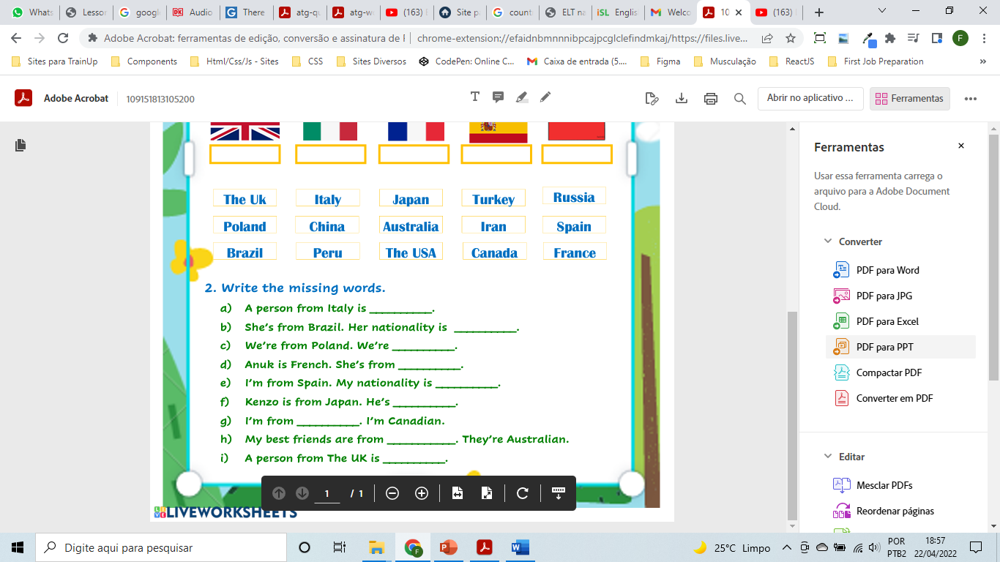 Whats
Lesson
google
Audio
There
atg-qu
atg-w
(163)
Site p
count
ELT na
English
Welco
10
(163)
Adobe Acrobat: ferramentas de edição, conversão e assinatura de F
chrome-extension://efaidnbmnnnibpcajpcglclefindmkaj/https://files.live...
F
Sites para TrainUp
Components
Html/Css/Js - Sites
CSS
Sites Diversos
CodePen: Online C...
Caixa de entrada (5....
Figma
Musculação
ReactJS
First Job Preparation
»
Adobe Acrobat
109151813105200
Abrir no aplicativo ...
Ferramentas
The Uk Italy Japan Turkey Russia
Poland China Australia Iran Spain
Brazil Peru The USA Canada France
2. Write the missing words.
a) A person from Italy is __________.
b) She's from Brazil. Her nationality is __________.
c) We're from Poland. We're __________.
d) Anuk is French. She's from __________.
e) I'm from Spain. My nationality is __________.
f) Kenzo is from Japan. He's __________.
g) I'm from __________. I'm Canadian.
h) My best friends are from ___________. They're Australian.
i) A person from The UK is __________.
1 / 1
LIVEWORKSHEETS
Ferramentas
Usar essa ferramenta carrega o
arquivo para a Adobe Document
Cloud.
Converter
PDF para Word
PDF para JPG
PDF para Excel
PDF para PPT
Compactar PDF
Converter em PDF
Editar
Mesclar PDFs
Reordenar páginas
Digite aqui para pesquisar
25°C Limpo
POR
PTB2
18:57
22/04/2022